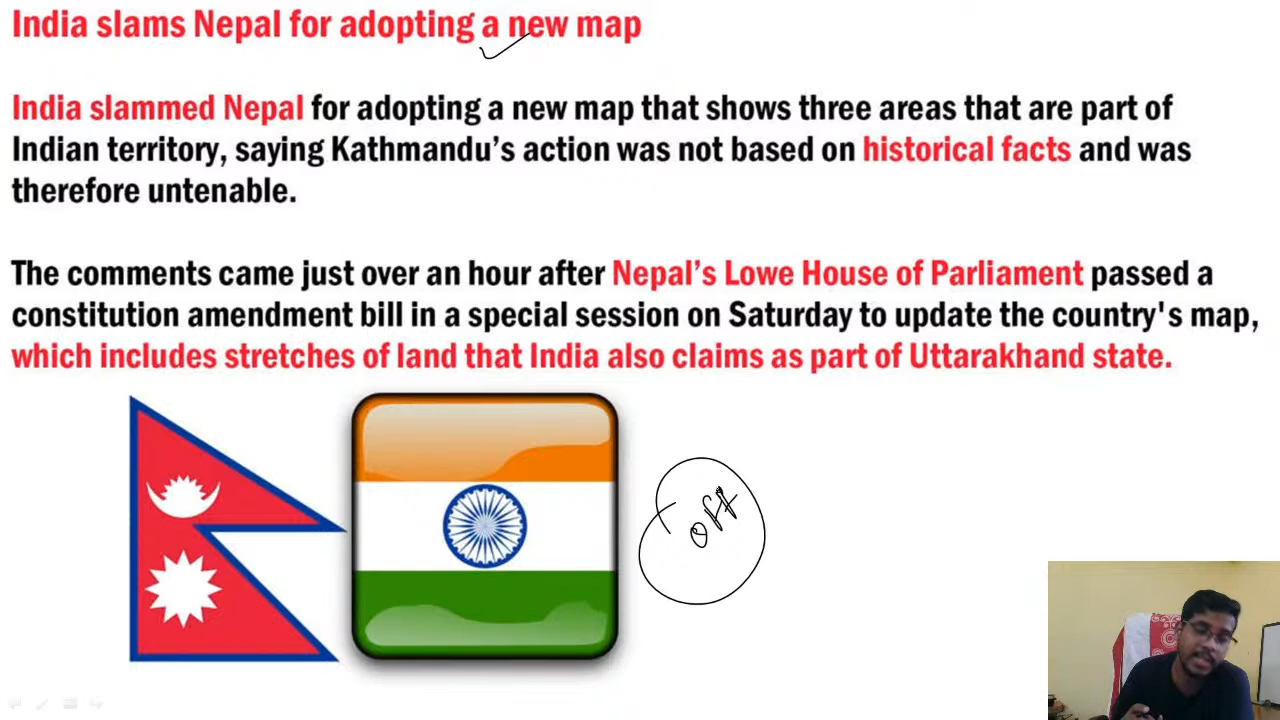 India slams Nepal for adopting a new map
India slammed Nepal for adopting a new map that shows three areas that are part of
Indian territory, saying Kathmandu’s action was not based on historical facts and was
therefore untenable.
The comments came just over an hour after Nepal’s Lowe House of Parliament passed a
constitution amendment bill in a special session on Saturday to update the country's map,
which includes stretches of land that India also claims as part of Uttarakhand state.
off